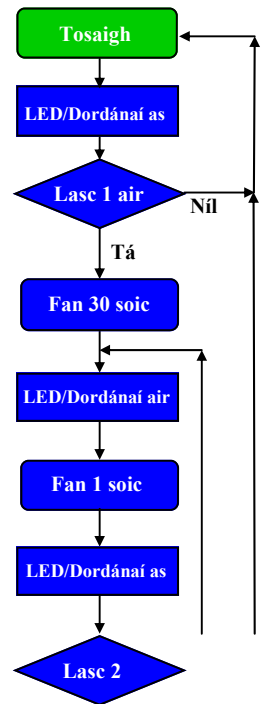 Tosaigh
LED/Dordánaí as
Lasc 1 air
Níl
Tá
Fan 30 soic
LED/Dordánaí air
Fan 1 soic
LED/Dordánaí as
Lasc 2